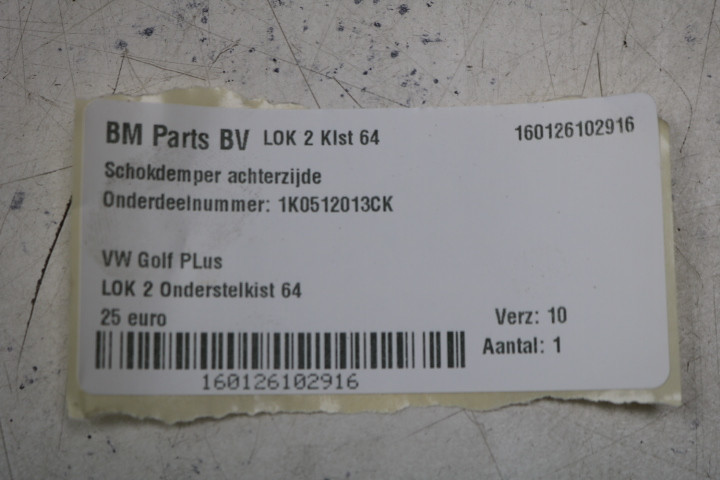 BM Parts BV LOK 2 KIst 64 160126102916
Schokdemper achterzijde
Onderdeelnummer: 1K0512013CK
VW Golf PLus
LOK 2 Onderstelkist 64
25 euro Verz: 10
Aantal: 1
160126102916